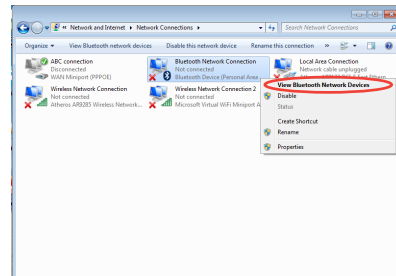 Network and Internet ▸ Network Connections ▸
Search Network Connections
Organize
View Bluetooth network devices
Disable this network device
Rename this connection
»
ABC connection
Disconnected
WAN Miniport (PPPOE)
Bluetooth Network Connection
Not connected
Bluetooth Device (Personal Area ...
Local Area Connection
Network cable unplugged
Wireless Network Connection
Not connected
Atheros AR9285 Wireless Network...
Wireless Network Connection 2
Not connected
Microsoft Virtual WiFi Miniport A
View Bluetooth Network Devices
Disable
Status
Create Shortcut
Rename
Properties